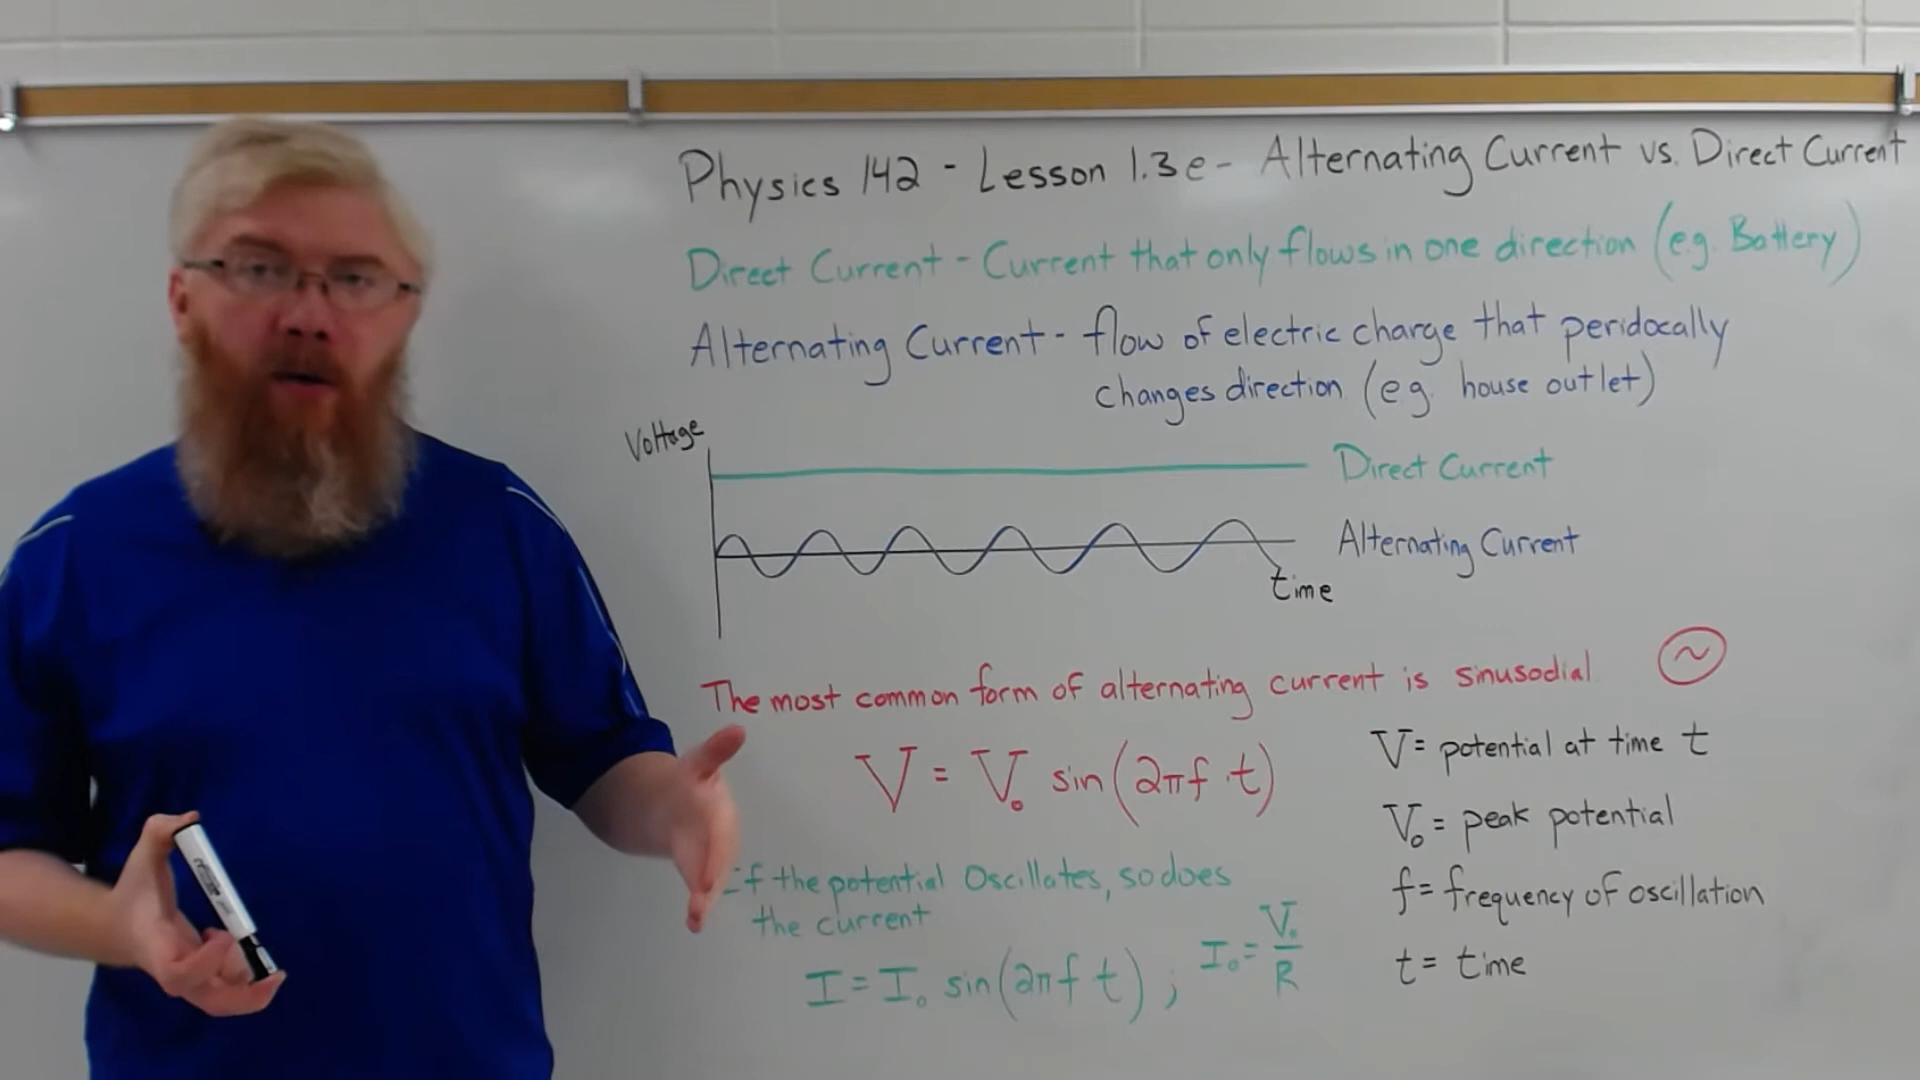 Physics 142 - Lesson 1.3e - Alternating Current vs. Direct Current
Direct Current - Current that only flows in one direction (e.g. Battery)
Alternating Current - flow of electric charge that peridocally
changes direction (e.g. house outlet)
Voltage
Direct Current
Alternating Current
time
The most common form of alternating current is sinusodial ~
V = V₀ sin(2πf·t)
V = potential at time t
V₀ = peak potential
f = frequency of oscillation
t = time
If the potential Oscillates, so does
the current
I = I₀ sin(2πf t) ; I₀ = V₀/R